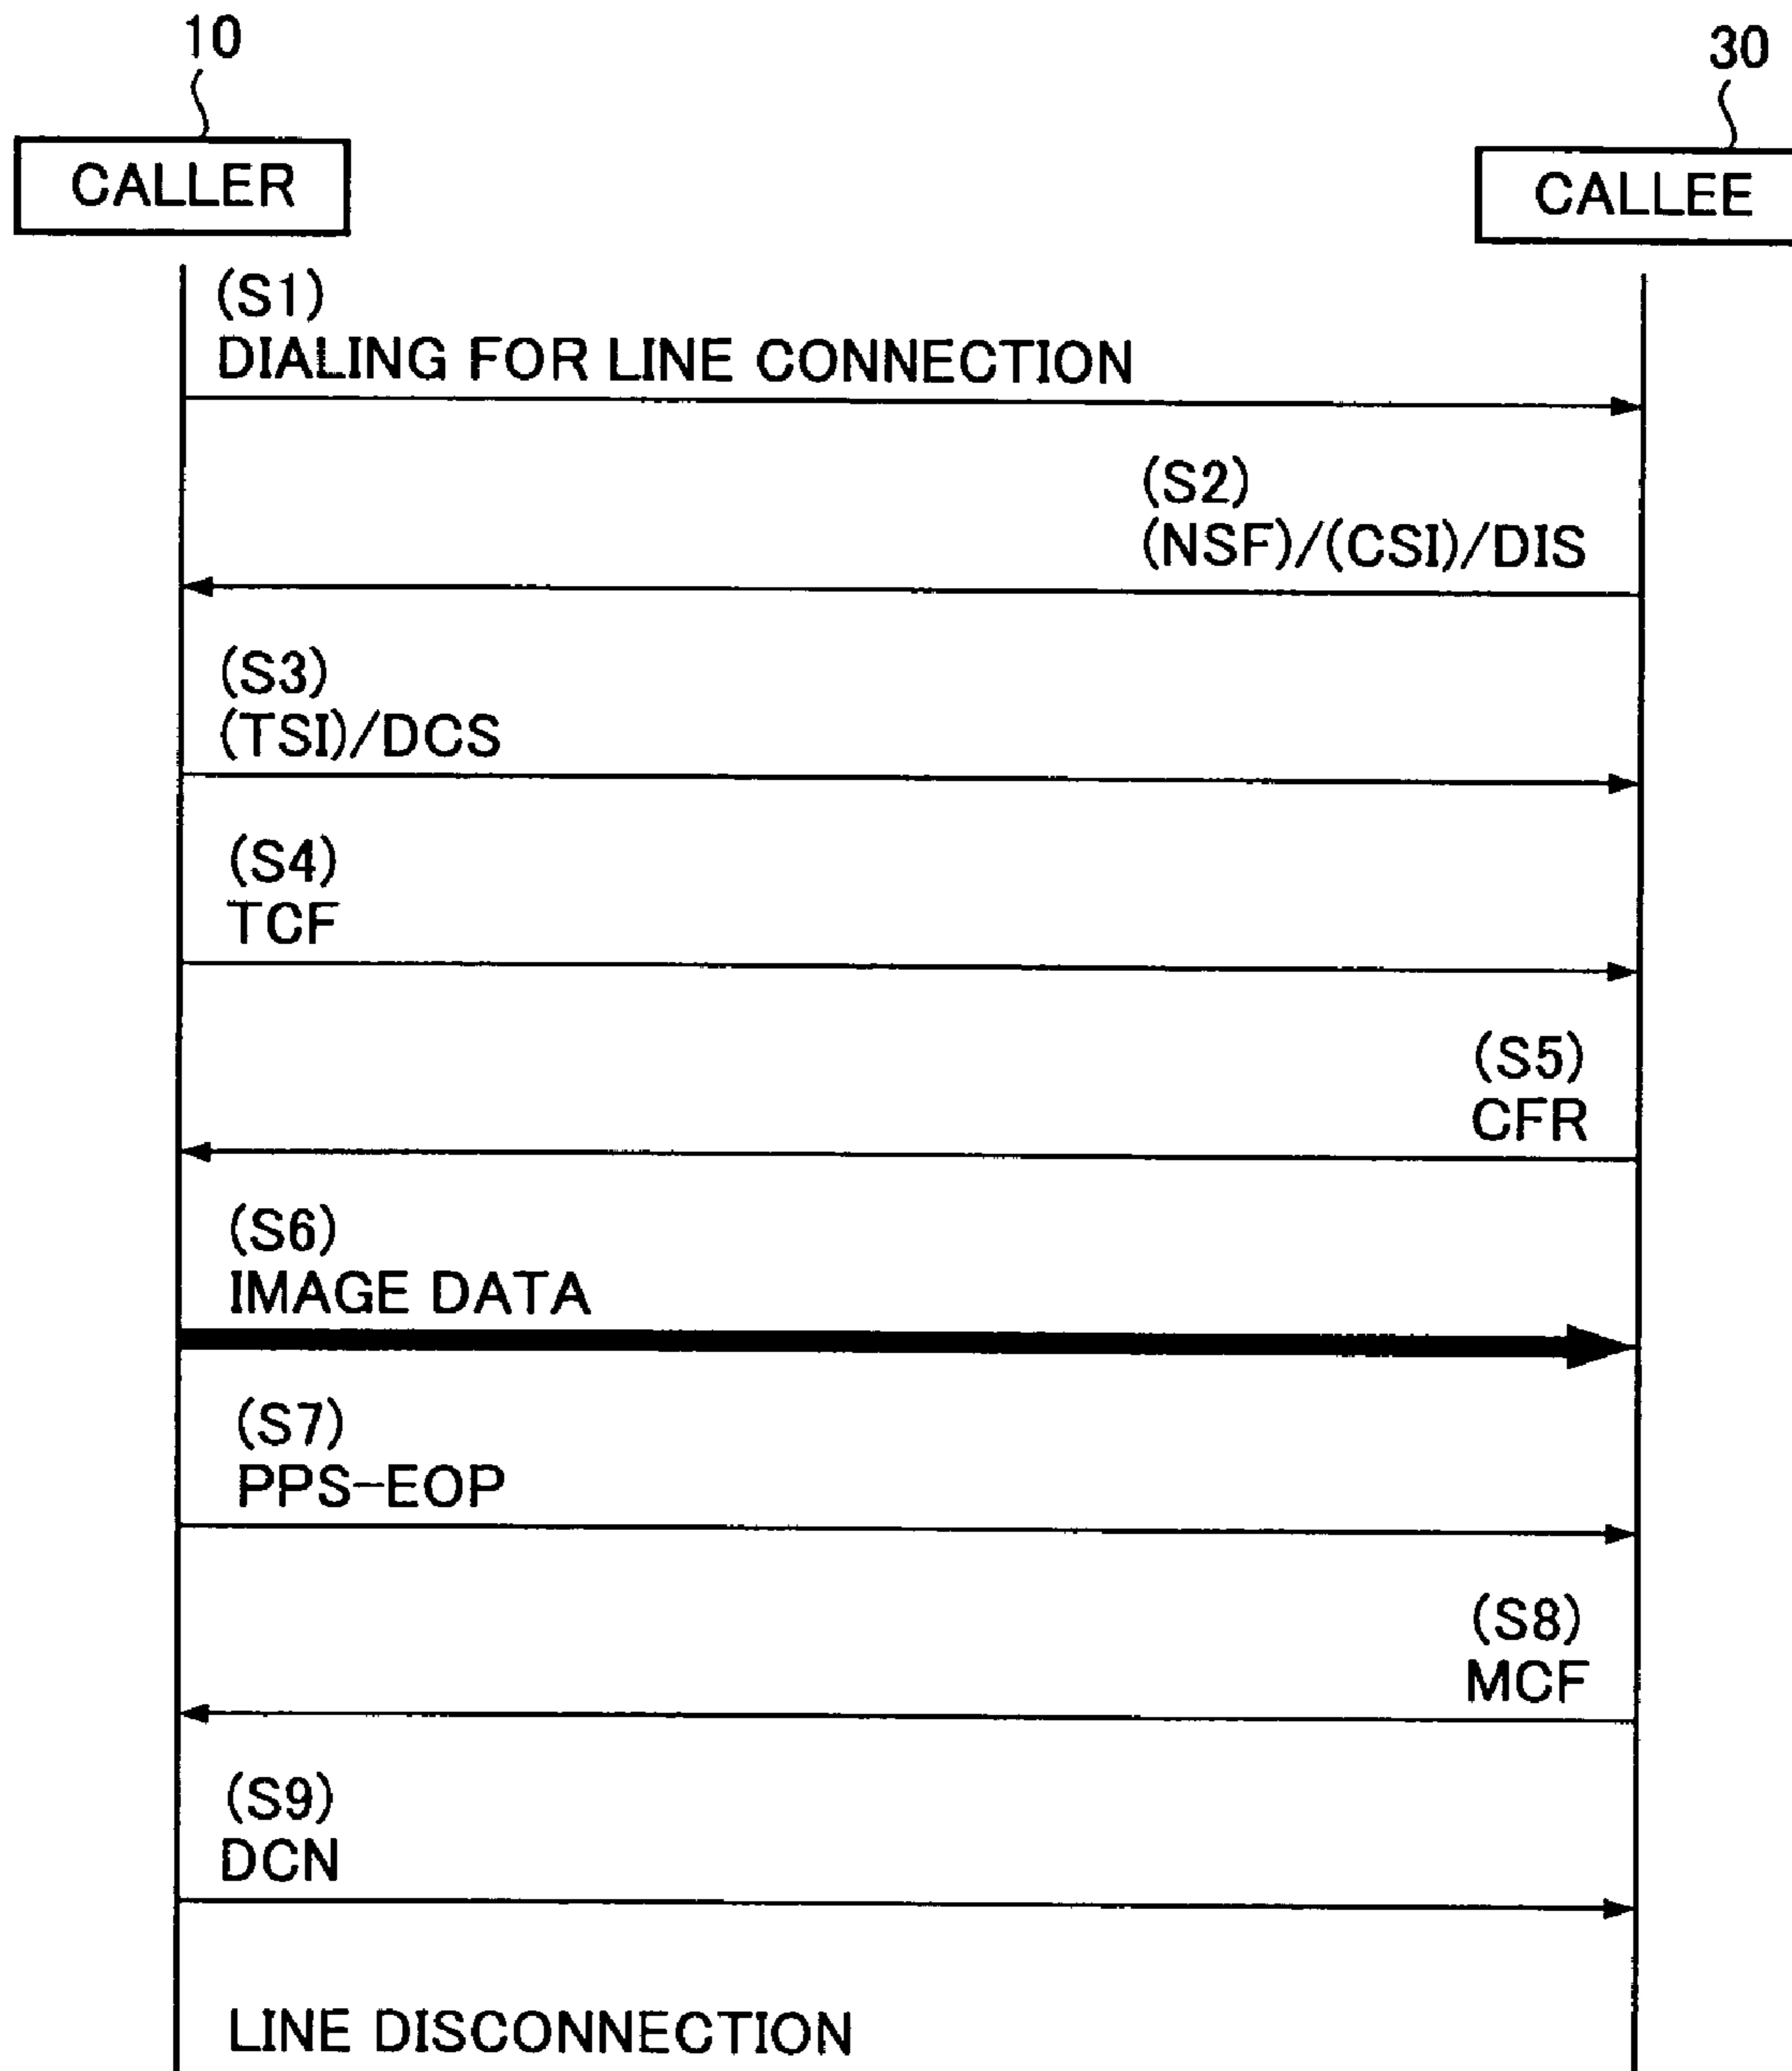 10
30
CALLER
CALLEE
(S1)
DIALING FOR LINE CONNECTION
(S2)
(NSF)/(CSI)/DIS
(S3)
(TSI)/DCS
(S4)
TCF
(S5)
CFR
(S6)
IMAGE DATA
(S7)
PPS-EOP
(S8)
MCF
(S9)
DCN
LINE DISCONNECTION